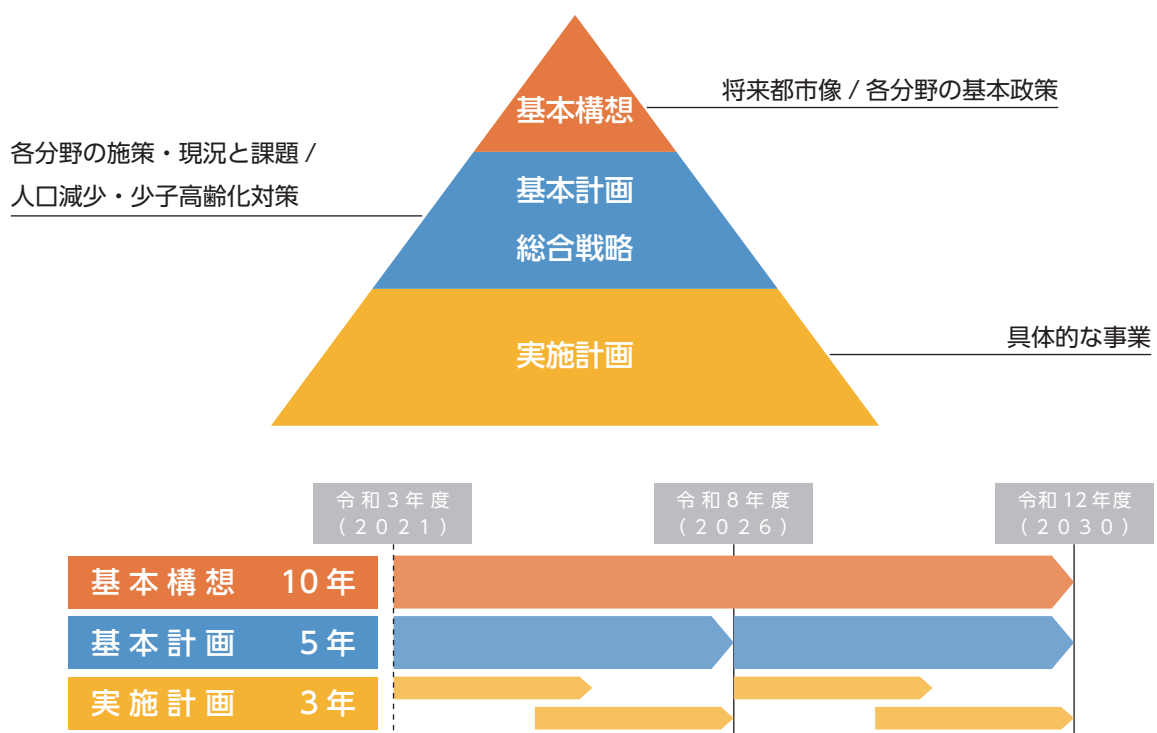 基本構想
将来都市像 / 各分野の基本政策
各分野の施策・現況と課題 /
人口減少・少子高齢化対策
基本計画
総合戦略
実施計画
具体的な事業
令和3年度
(2021)
令和8年度
(2026)
令和12年度
(2030)
基本構想 10年
基本計画 5年
実施計画 3年